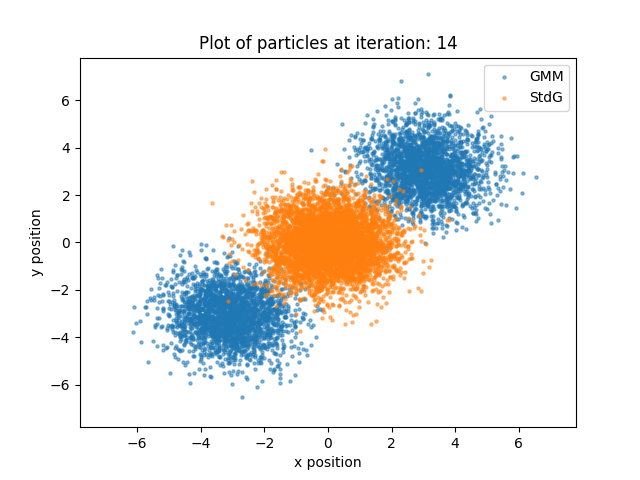 Plot of particles at iteration: 14
GMM
StdG
6
4
2
0
−2
−4
−6
y position
−6 −4 −2 0 2 4 6
x position